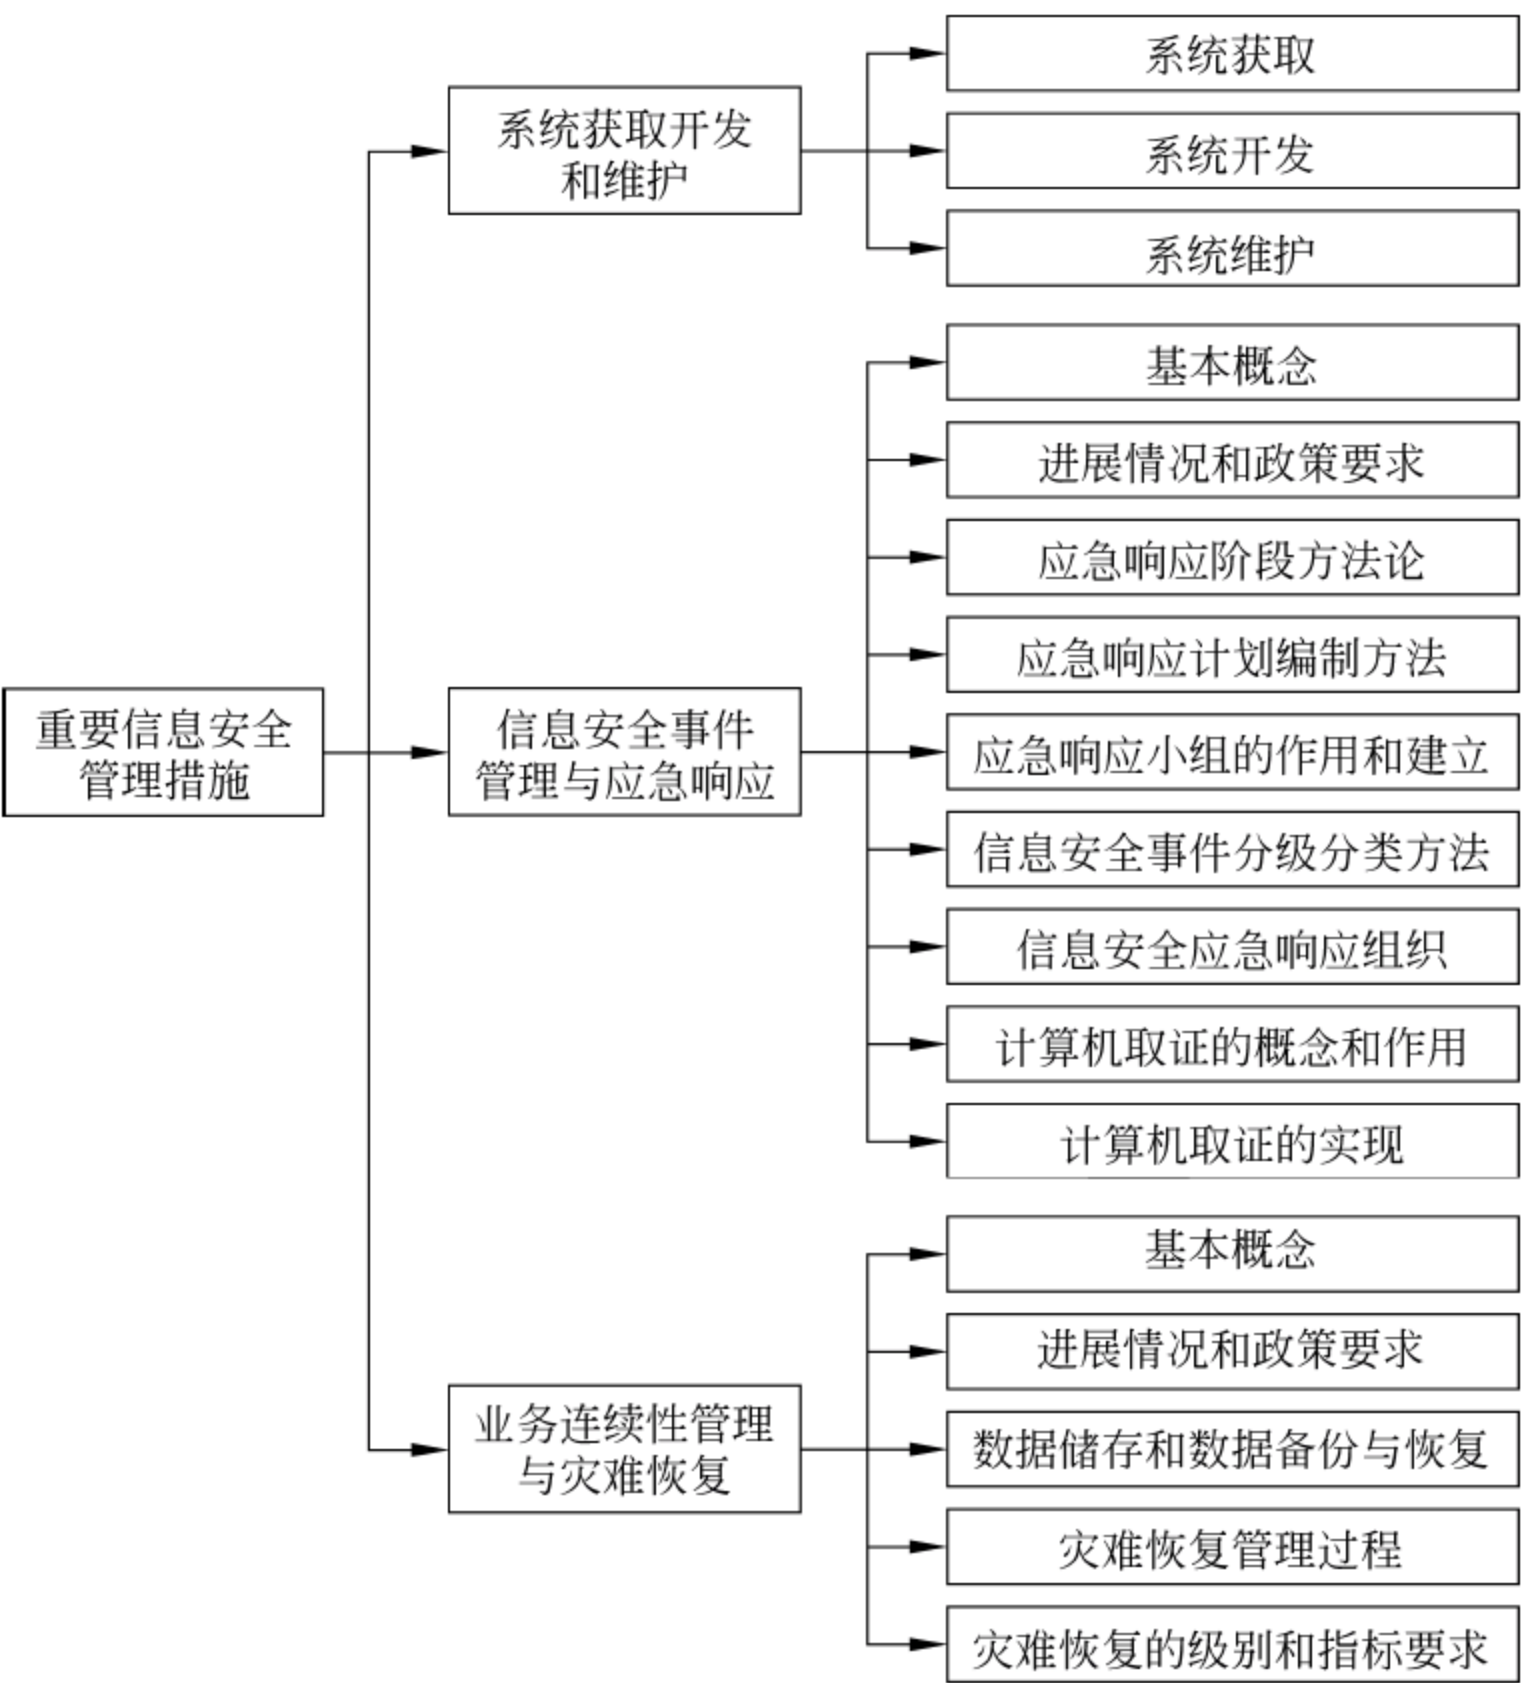 重要信息安全
管理措施
系统获取开发
和维护
系统获取
系统开发
系统维护
信息安全事件
管理与应急响应
基本概念
进展情况和政策要求
应急响应阶段方法论
应急响应计划编制方法
应急响应小组的作用和建立
信息安全事件分级分类方法
信息安全应急响应组织
计算机取证的概念和作用
计算机取证的实现
业务连续性管理
与灾难恢复
基本概念
进展情况和政策要求
数据储存和数据备份与恢复
灾难恢复管理过程
灾难恢复的级别和指标要求